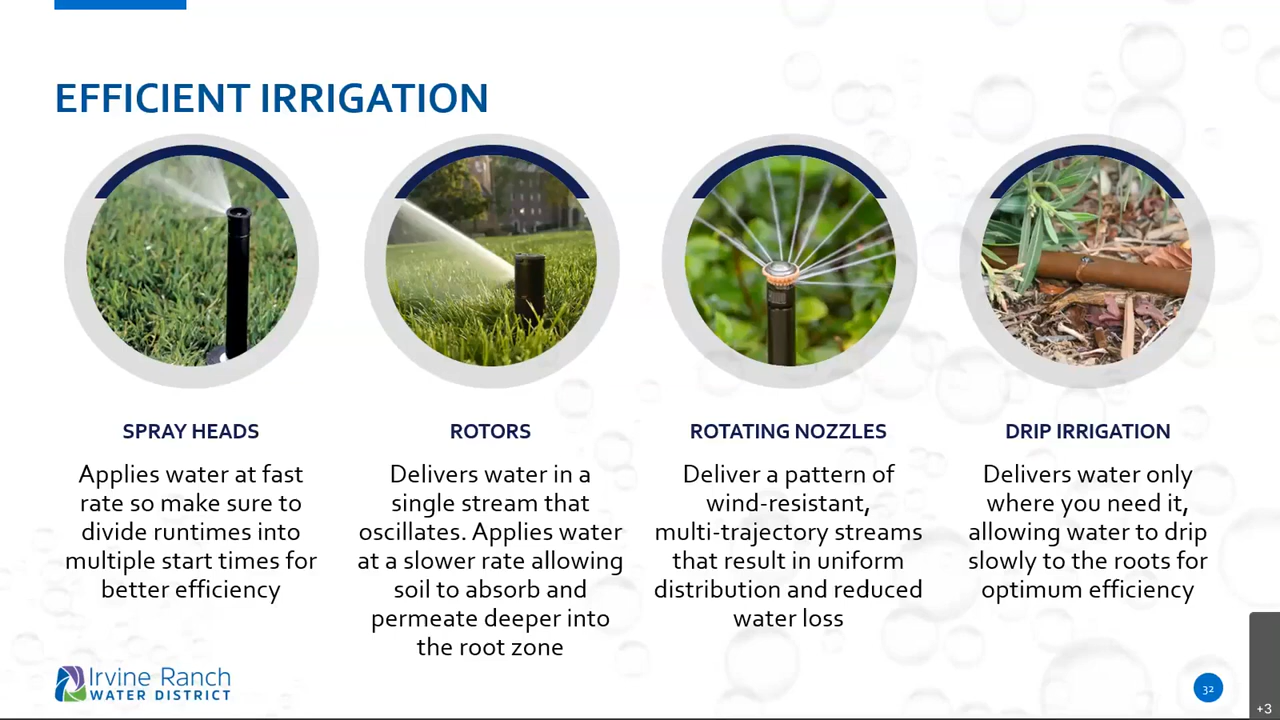 EFFICIENT IRRIGATION
SPRAY HEADS
Applies water at fast
rate so make sure to
divide runtimes into
multiple start times for
better efficiency
ROTORS
Delivers water in a
single stream that
oscillates. Applies water
at a slower rate allowing
soil to absorb and
permeate deeper into
the root zone
ROTATING NOZZLES
Deliver a pattern of
wind-resistant,
multi-trajectory streams
that result in uniform
distribution and reduced
water loss
DRIP IRRIGATION
Delivers water only
where you need it,
allowing water to drip
slowly to the roots for
optimum efficiency
Irvine Ranch
WATER DISTRICT
32
+3